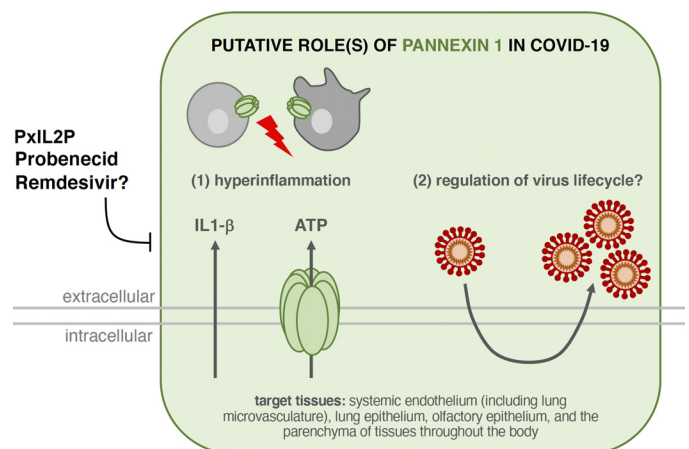 PUTATIVE ROLE(S) OF PANNEXIN 1 IN COVID-19
PxIL2P
Probenecid
Remdesivir?
(1) hyperinflammation
(2) regulation of virus lifecycle?
IL1-β
ATP
extracellular
intracellular
target tissues: systemic endothelium (including lung
microvasculature), lung epithelium, olfactory epithelium, and the
parenchyma of tissues throughout the body